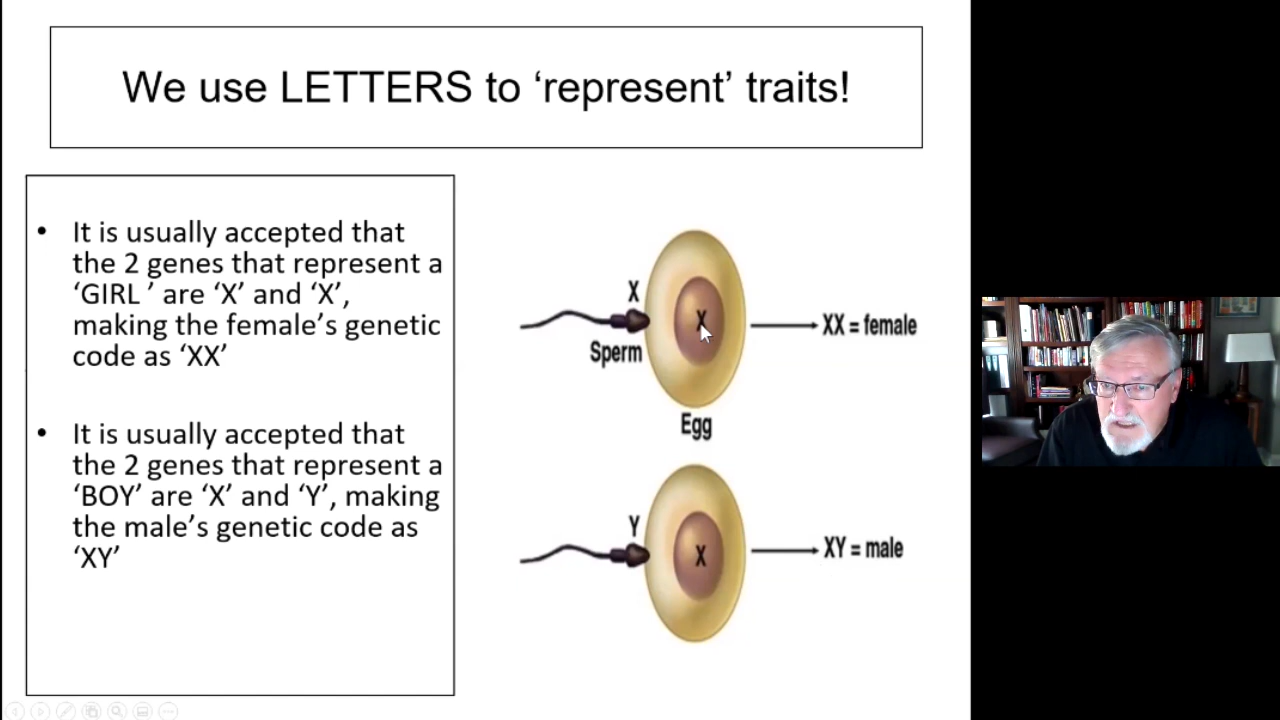 We use LETTERS to ‘represent’ traits!
• It is usually accepted that
the 2 genes that represent a
‘GIRL ’ are ‘X’ and ‘X’,
making the female’s genetic
code as ‘XX’
• It is usually accepted that
the 2 genes that represent a
‘BOY’ are ‘X’ and ‘Y’, making
the male’s genetic code as
‘XY’
X
X
XX = female
Sperm
Egg
Y
X
XY = male